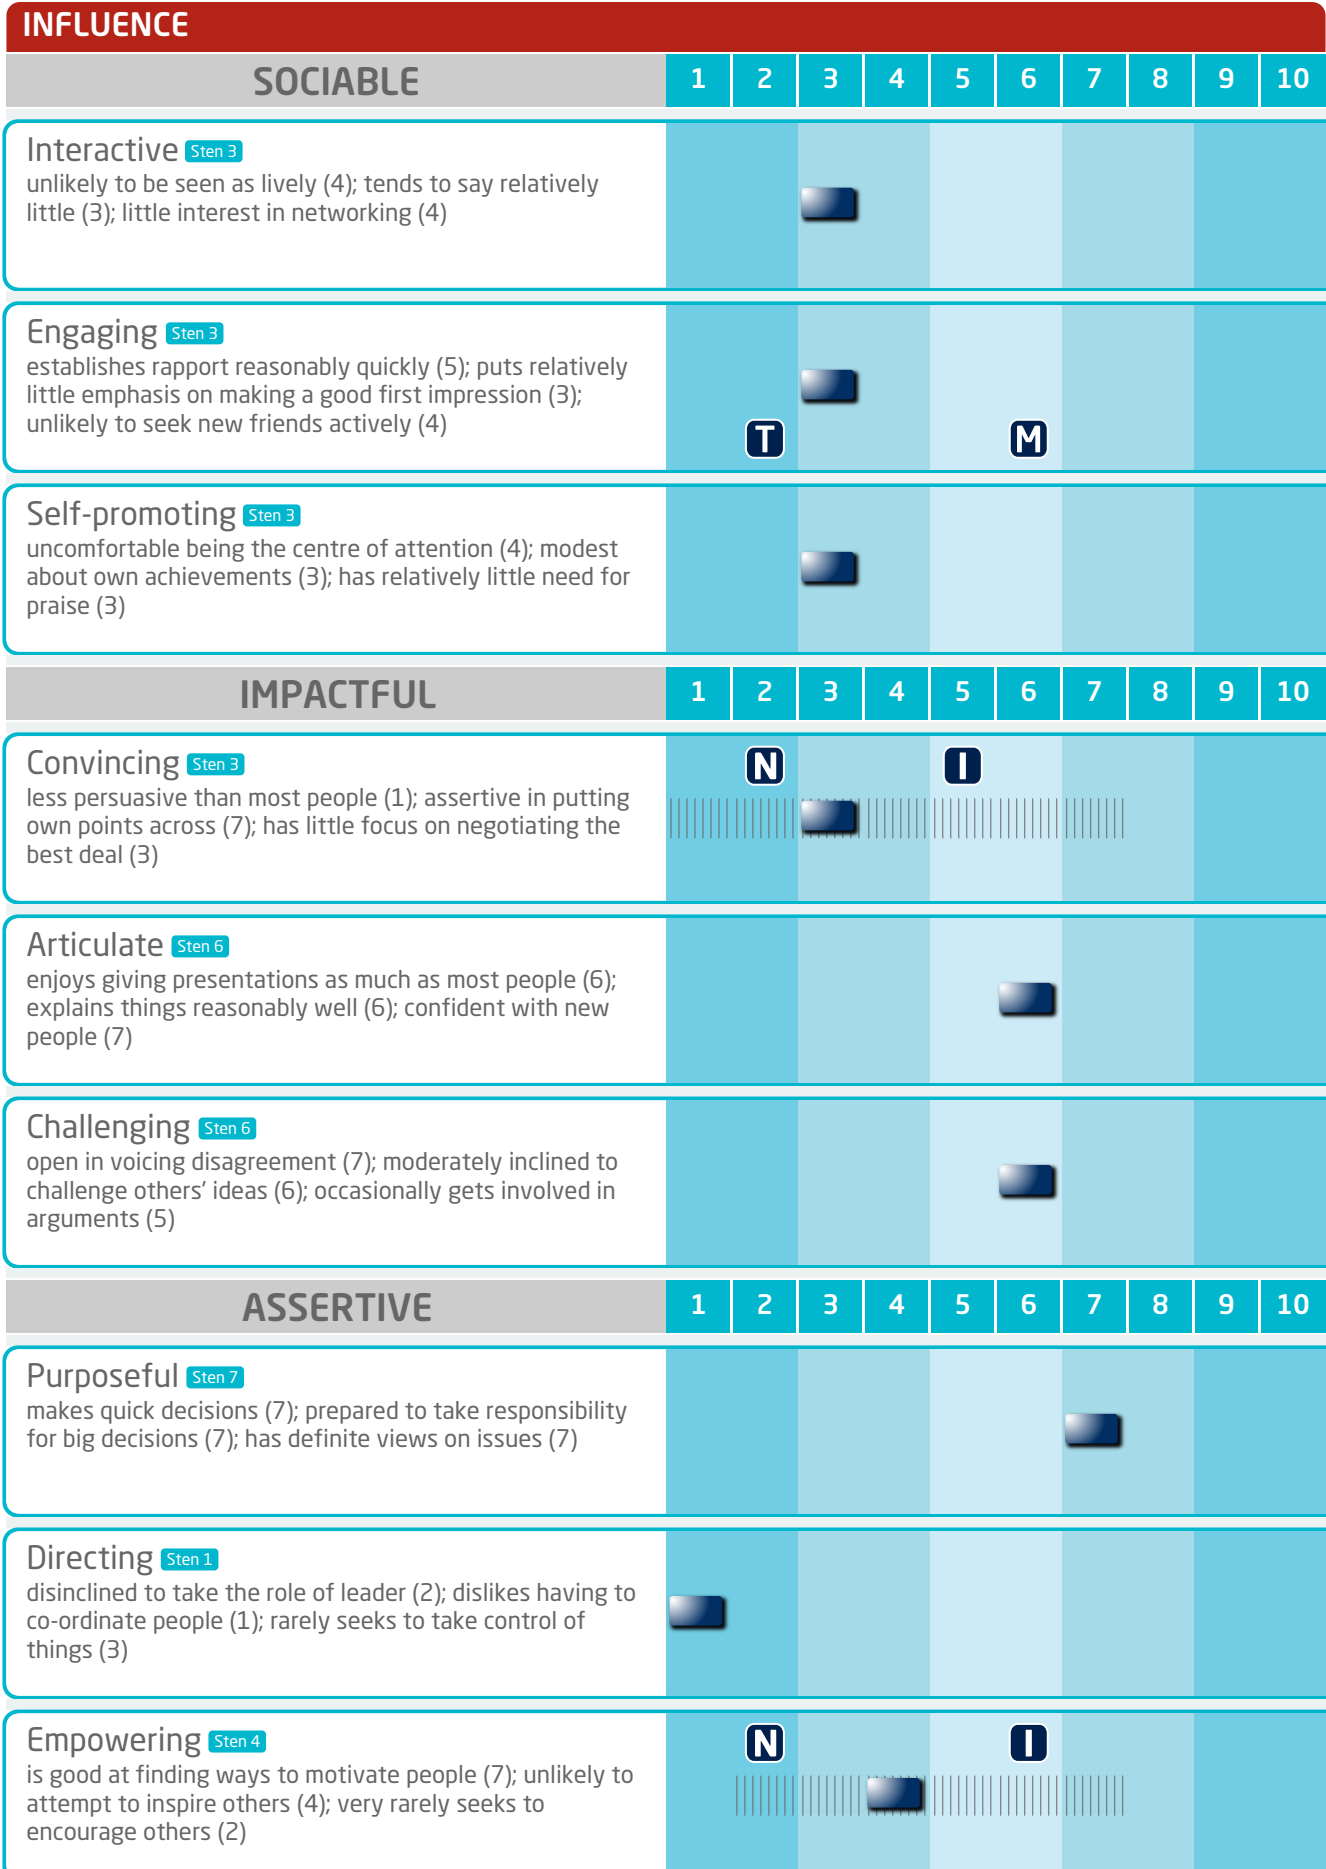 INFLUENCE
SOCIABLE 1 2 3 4 5 6 7 8 9 10
Interactive Sten 3
unlikely to be seen as lively (4); tends to say relatively
little (3); little interest in networking (4)
Engaging Sten 3
establishes rapport reasonably quickly (5); puts relatively
little emphasis on making a good first impression (3);
unlikely to seek new friends actively (4)
T M
Self-promoting Sten 3
uncomfortable being the centre of attention (4); modest
about own achievements (3); has relatively little need for
praise (3)
IMPACTFUL 1 2 3 4 5 6 7 8 9 10
Convincing Sten 3
N I
less persuasive than most people (1); assertive in putting
own points across (7); has little focus on negotiating the
best deal (3)
Articulate Sten 6
enjoys giving presentations as much as most people (6);
explains things reasonably well (6); confident with new
people (7)
Challenging Sten 6
open in voicing disagreement (7); moderately inclined to
challenge others' ideas (6); occasionally gets involved in
arguments (5)
ASSERTIVE 1 2 3 4 5 6 7 8 9 10
Purposeful Sten 7
makes quick decisions (7); prepared to take responsibility
for big decisions (7); has definite views on issues (7)
Directing Sten 1
disinclined to take the role of leader (2); dislikes having to
co-ordinate people (1); rarely seeks to take control of
things (3)
Empowering Sten 4
N I
is good at finding ways to motivate people (7); unlikely to
attempt to inspire others (4); very rarely seeks to
encourage others (2)